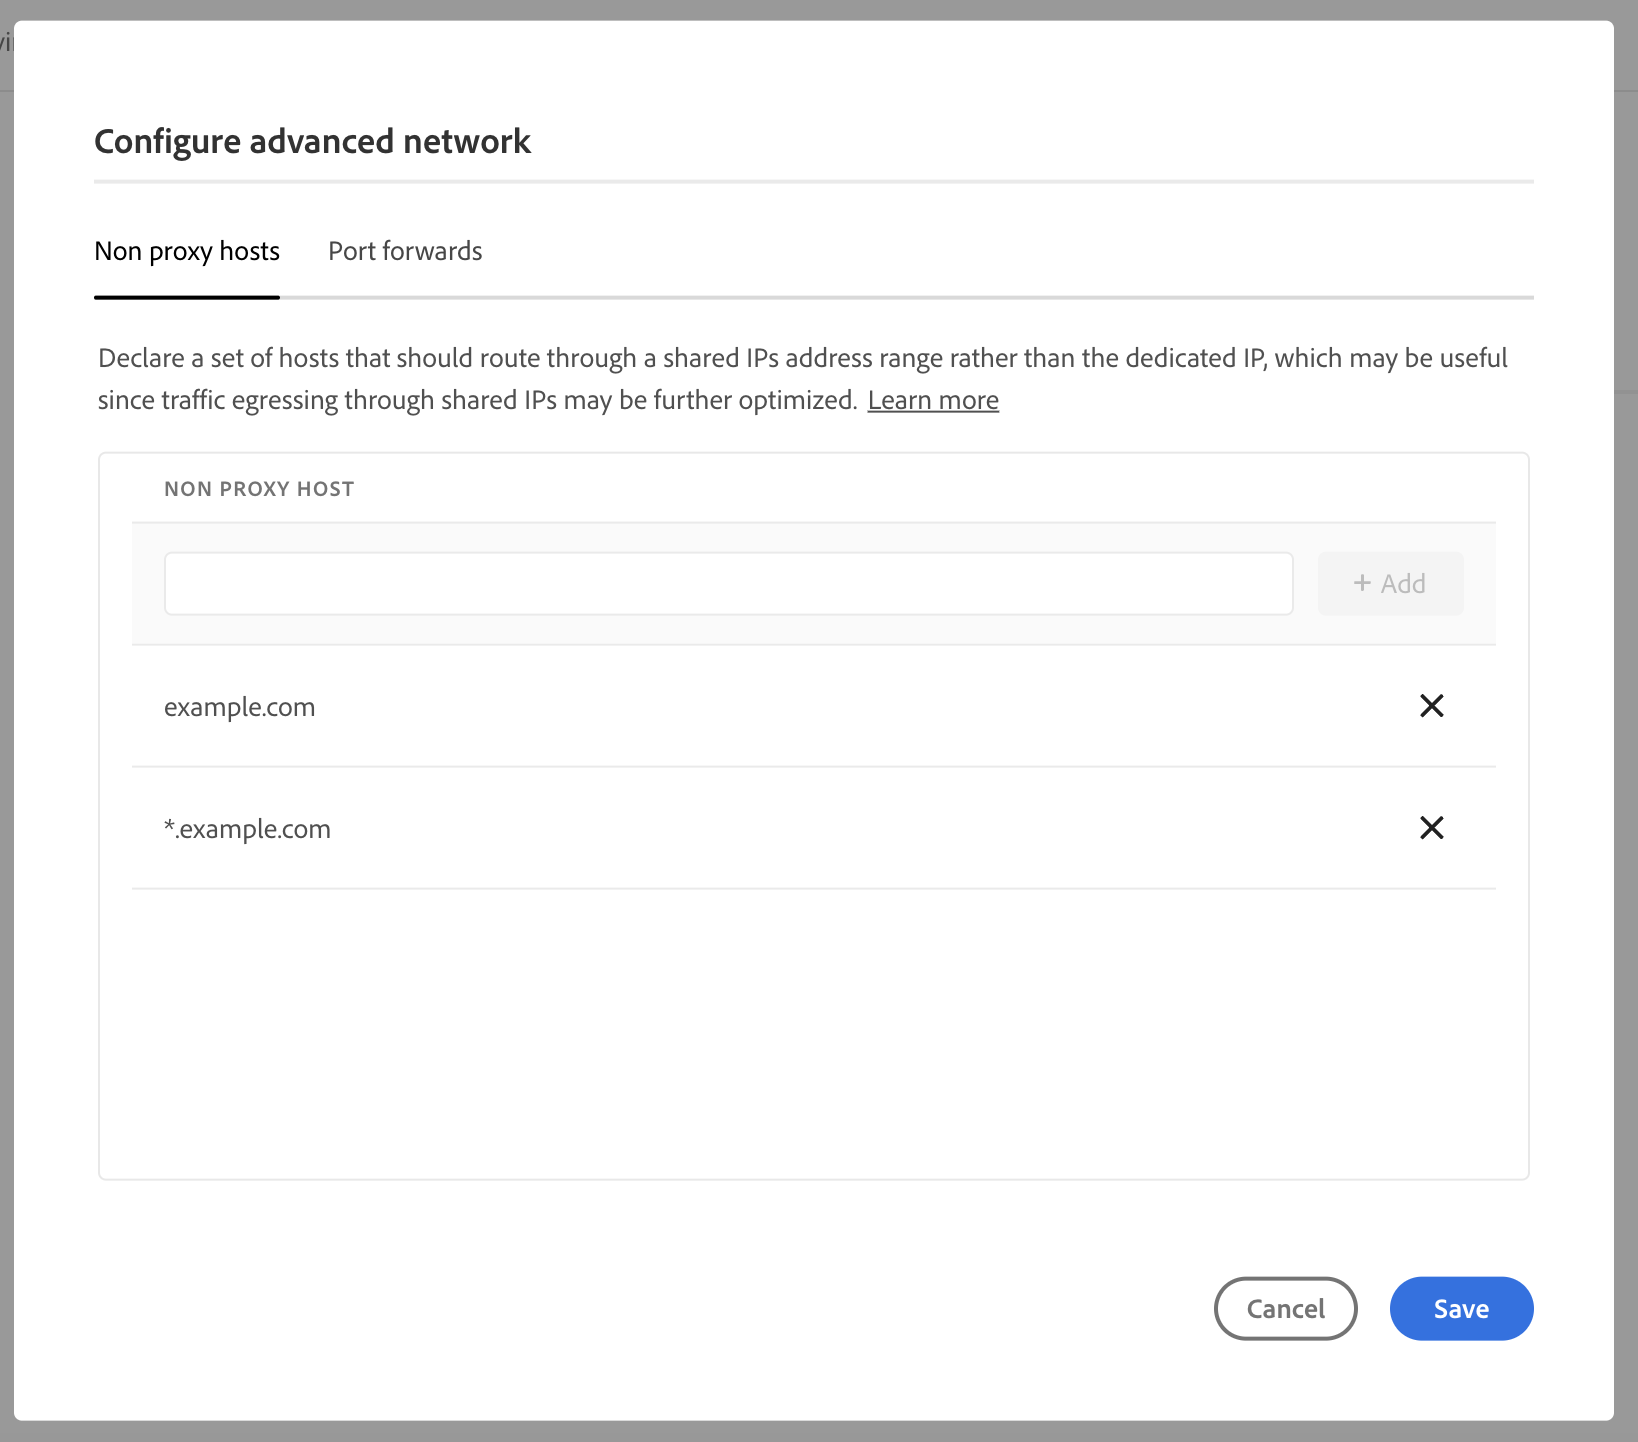 Configure advanced network
Non proxy hosts Port forwards
Declare a set of hosts that should route through a shared IPs address range rather than the dedicated IP, which may be useful
since traffic egressing through shared IPs may be further optimized. Learn more
NON PROXY HOST
+ Add
example.com
*.example.com
Cancel Save